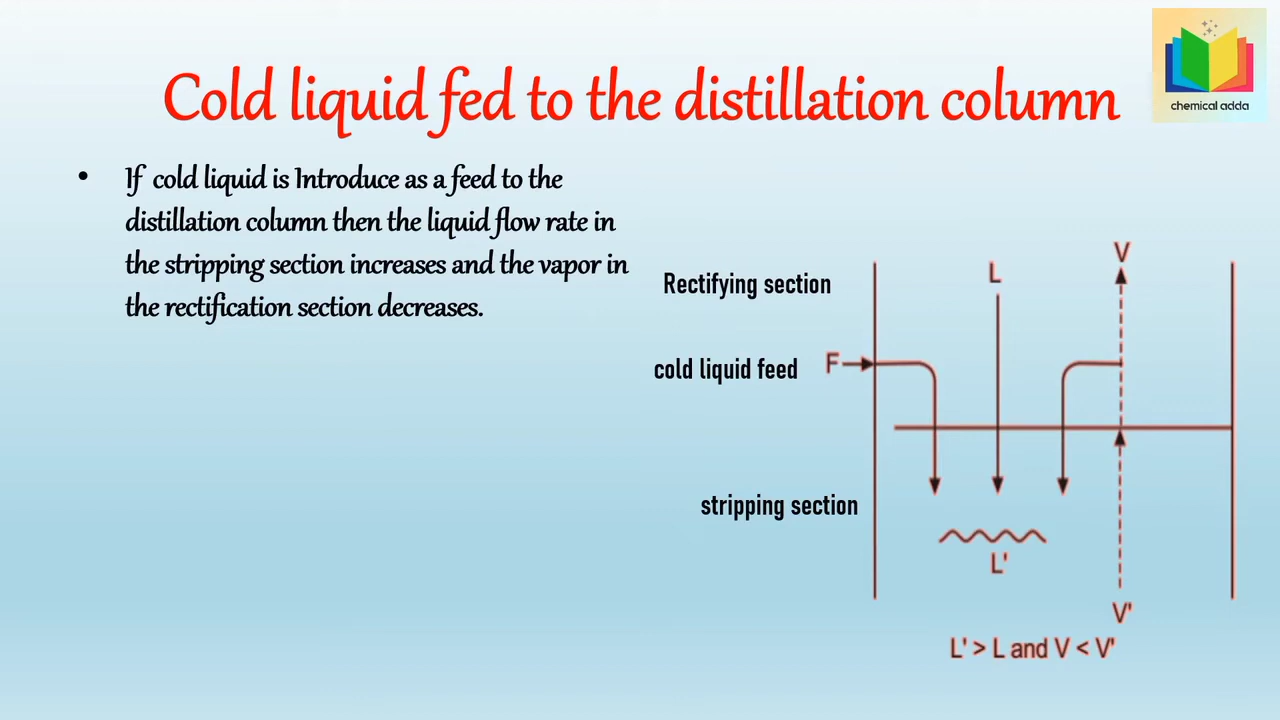 chemical adda
Cold liquid fed to the distillation column
• If cold liquid is Introduce as a feed to the
distillation column then the liquid flow rate in
the stripping section increases and the vapor in
the rectification section decreases.
V
L
Rectifying section
F
cold liquid feed
stripping section
L'
V'
L' > L and V < V'